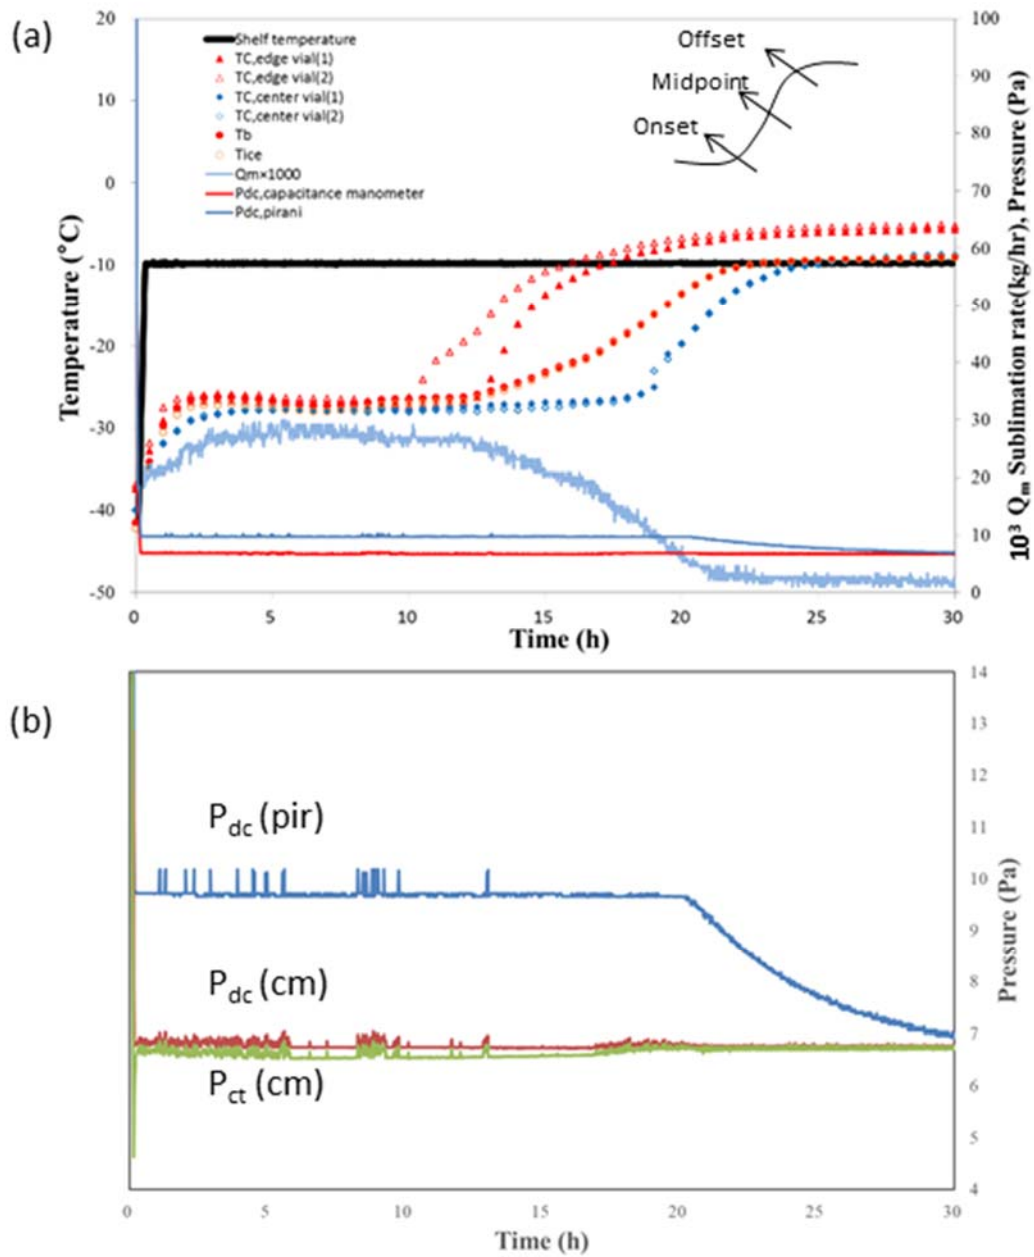 (a)
20
10
0
-10
-20
-30
-40
-50
Temperature (°C)
Shelf temperature
TC,edge vial(1)
TC,edge vial(2)
TC,center vial(1)
TC,center vial(2)
Tb
Tice
Qm×1000
Pdc,capacitance manometer
Pdc,pirani
Offset
Midpoint
Onset
100
90
80
70
60
50
40
30
20
10
0
10³ Qm Sublimation rate(kg/hr), Pressure (Pa)
0 5 10 15 20 25 30
Time (h)
(b)
Pdc (pir)
Pdc (cm)
Pct (cm)
14
13
12
11
10
9
8
7
6
5
4
Pressure (Pa)
0 5 10 15 20 25 30
Time (h)